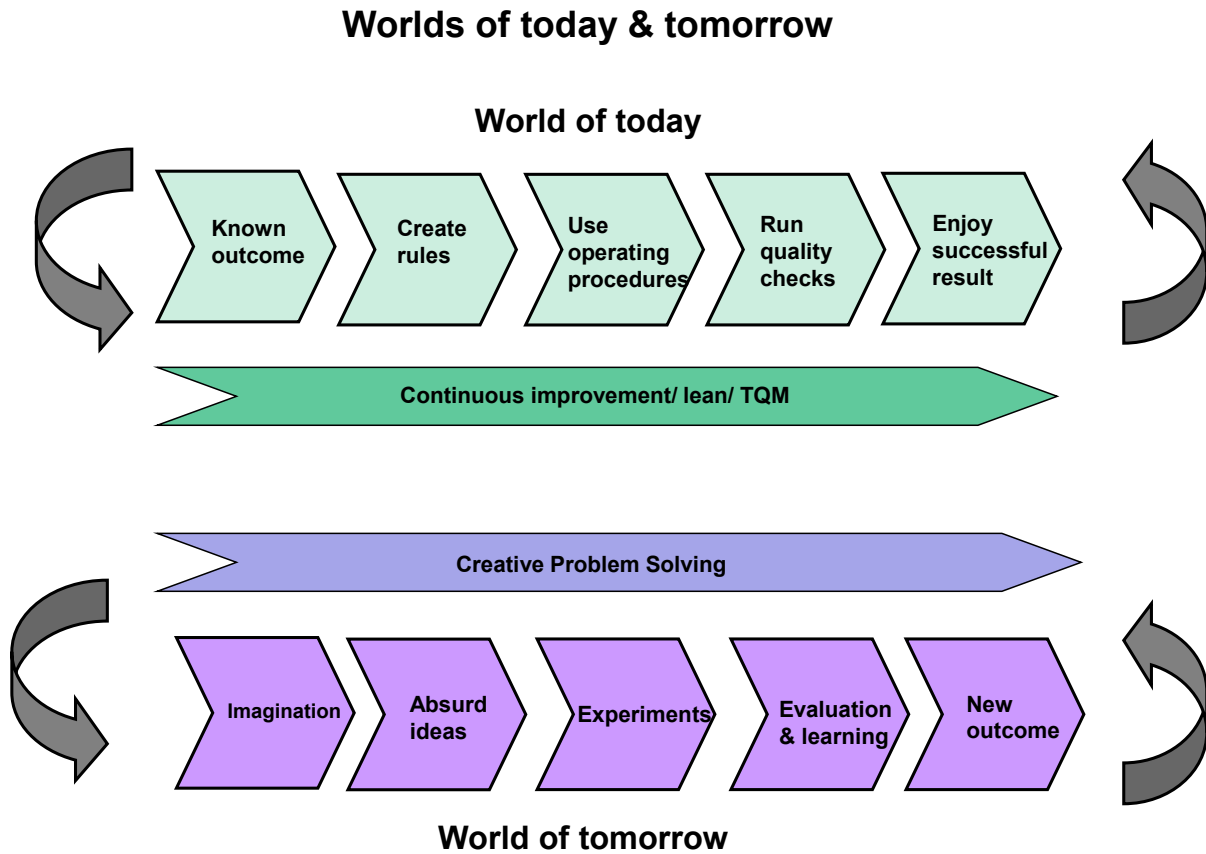 Worlds of today & tomorrow
World of today
Known
outcome
Create
rules
Use
operating
procedures
Run
quality
checks
Enjoy
successful
result
Continuous improvement/ lean/ TQM
Creative Problem Solving
Imagination
Absurd
ideas
Experiments
Evaluation
& learning
New
outcome
World of tomorrow